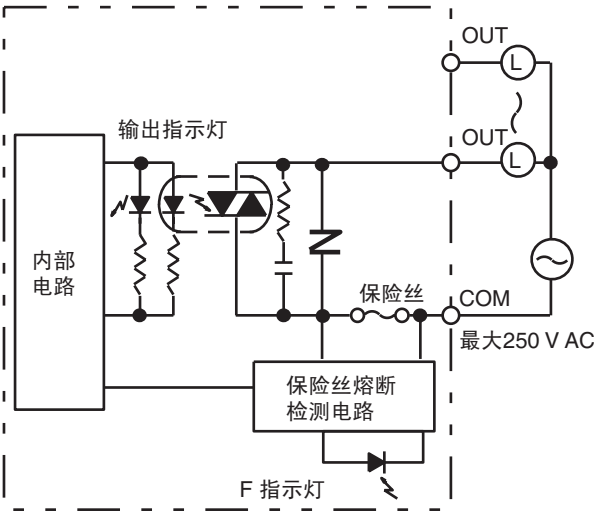 OUT
L
输出指示灯
OUT
L
内部
电路
保险丝
COM
最大250 V AC
保险丝熔断
检测电路
F 指示灯